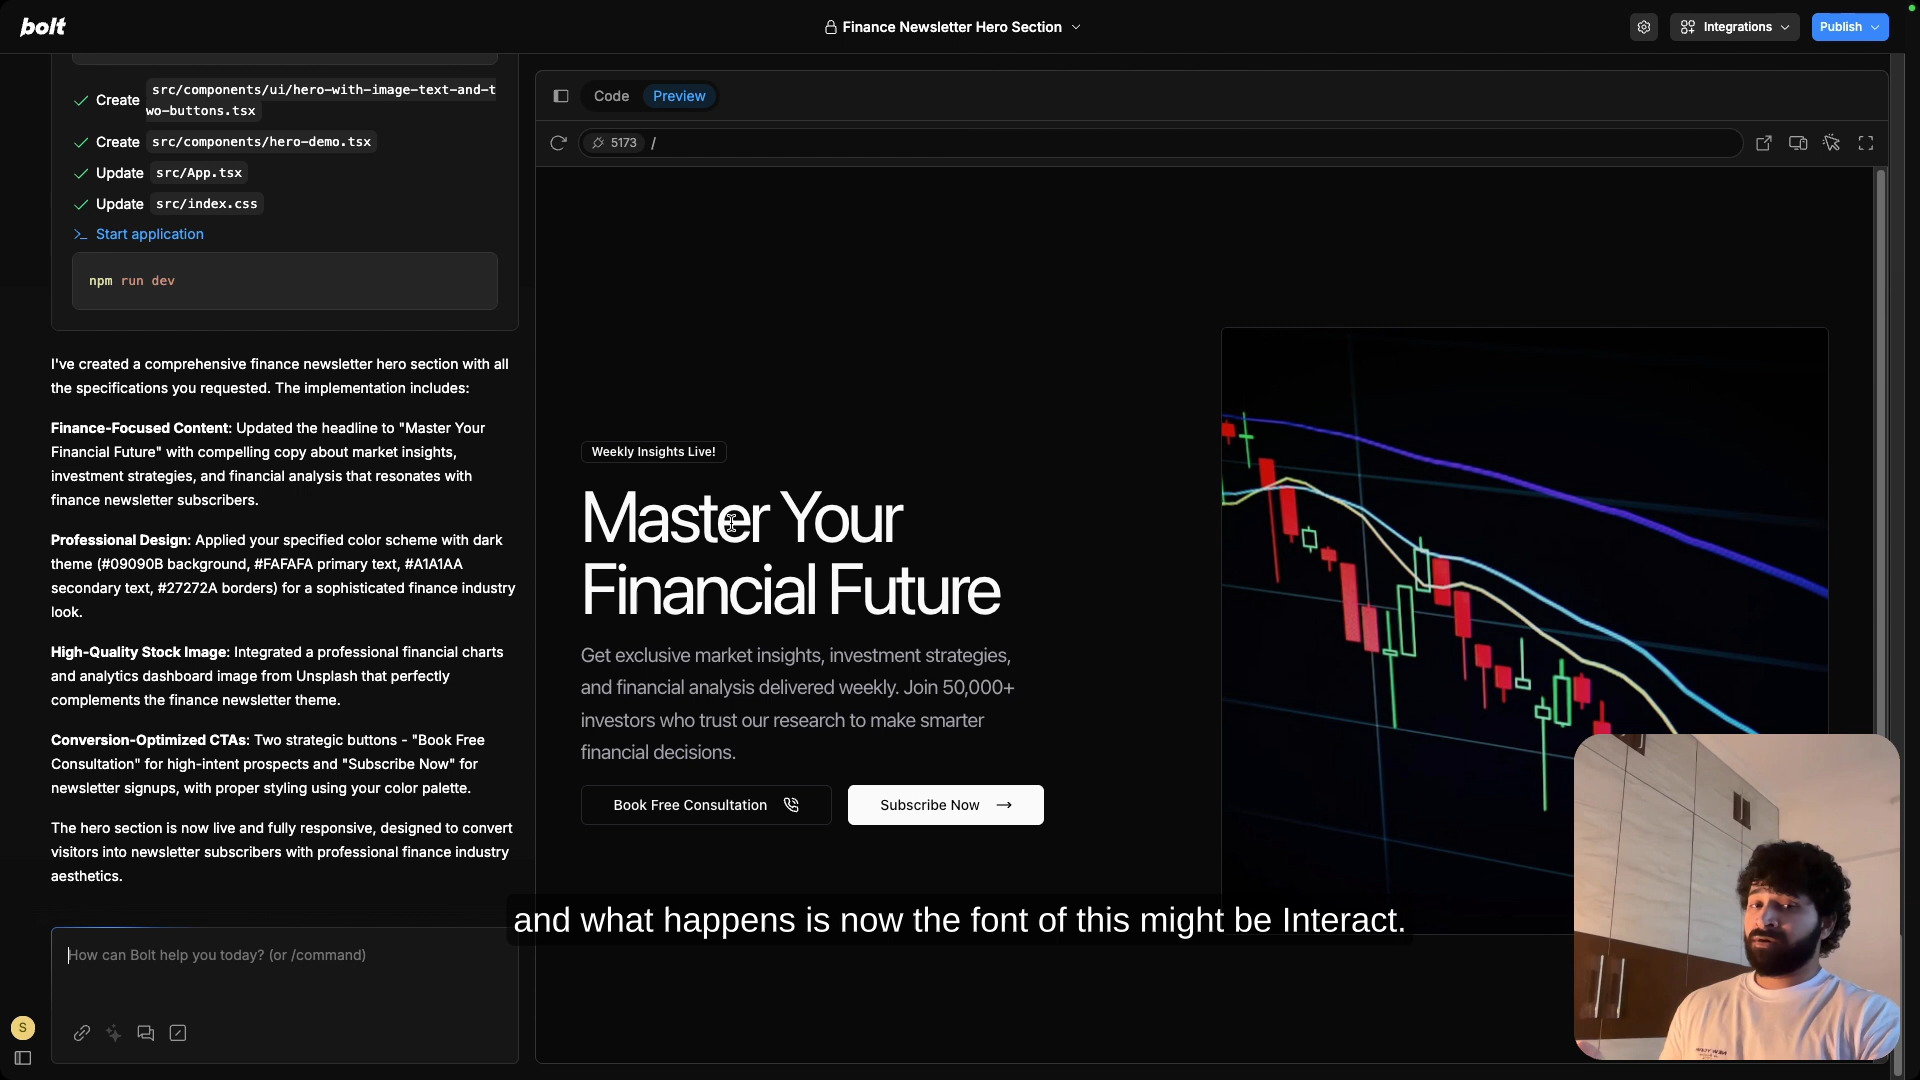 bolt
Finance Newsletter Hero Section
Integrations
Publish
Create src/components/ui/hero-with-image-text-and-t
wo-buttons.tsx
Create src/components/hero-demo.tsx
Update src/App.tsx
Update src/index.css
>_ Start application
npm run dev
I've created a comprehensive finance newsletter hero section with all
the specifications you requested. The implementation includes:
Finance-Focused Content: Updated the headline to "Master Your
Financial Future" with compelling copy about market insights,
investment strategies, and financial analysis that resonates with
finance newsletter subscribers.
Professional Design: Applied your specified color scheme with dark
theme (#09090B background, #FAFAFA primary text, #A1A1AA
secondary text, #27272A borders) for a sophisticated finance industry
look.
High-Quality Stock Image: Integrated a professional financial charts
and analytics dashboard image from Unsplash that perfectly
complements the finance newsletter theme.
Conversion-Optimized CTAs: Two strategic buttons - "Book Free
Consultation" for high-intent prospects and "Subscribe Now" for
newsletter signups, with proper styling using your color palette.
The hero section is now live and fully responsive, designed to convert
visitors into newsletter subscribers with professional finance industry
aesthetics.
How can Bolt help you today? (or /command)
S
Code
Preview
5173 /
Weekly Insights Live!
Master Your
Financial Future
Get exclusive market insights, investment strategies,
and financial analysis delivered weekly. Join 50,000+
investors who trust our research to make smarter
financial decisions.
Book Free Consultation
Subscribe Now
and what happens is now the font of this might be Interact.